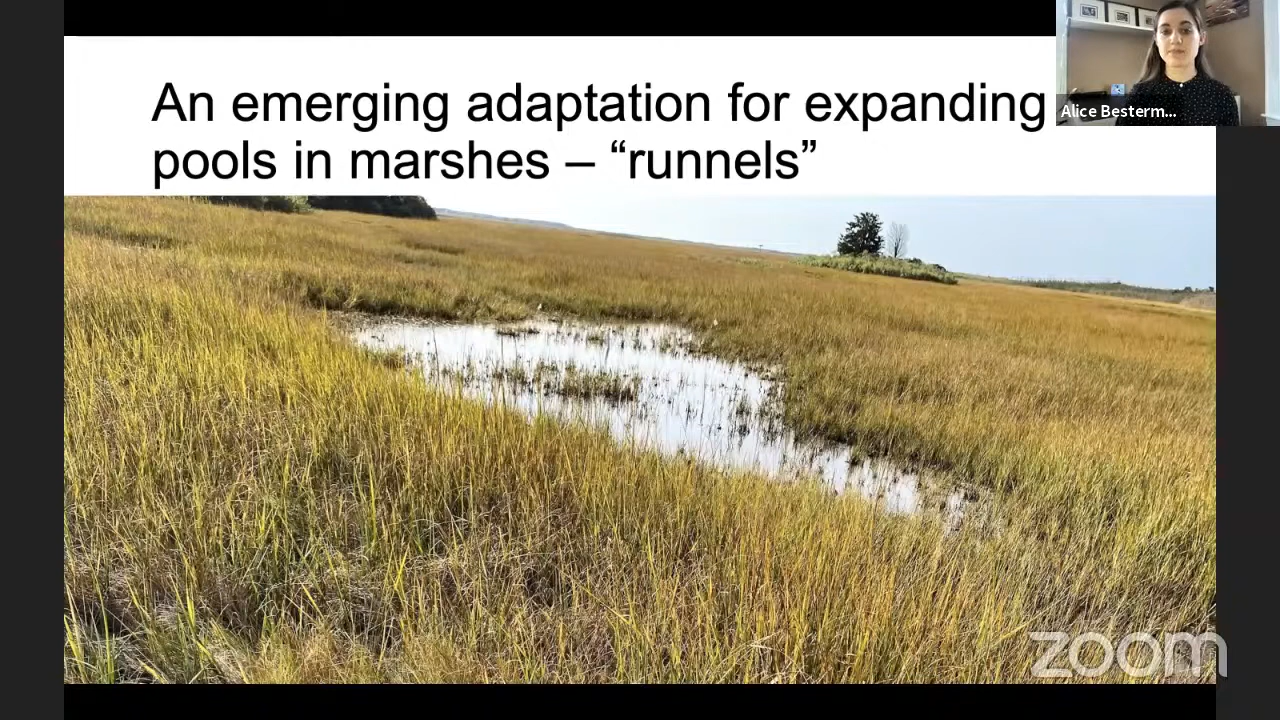 An emerging adaptation for expanding
pools in marshes – “runnels”
Alice Besterm...
zoom